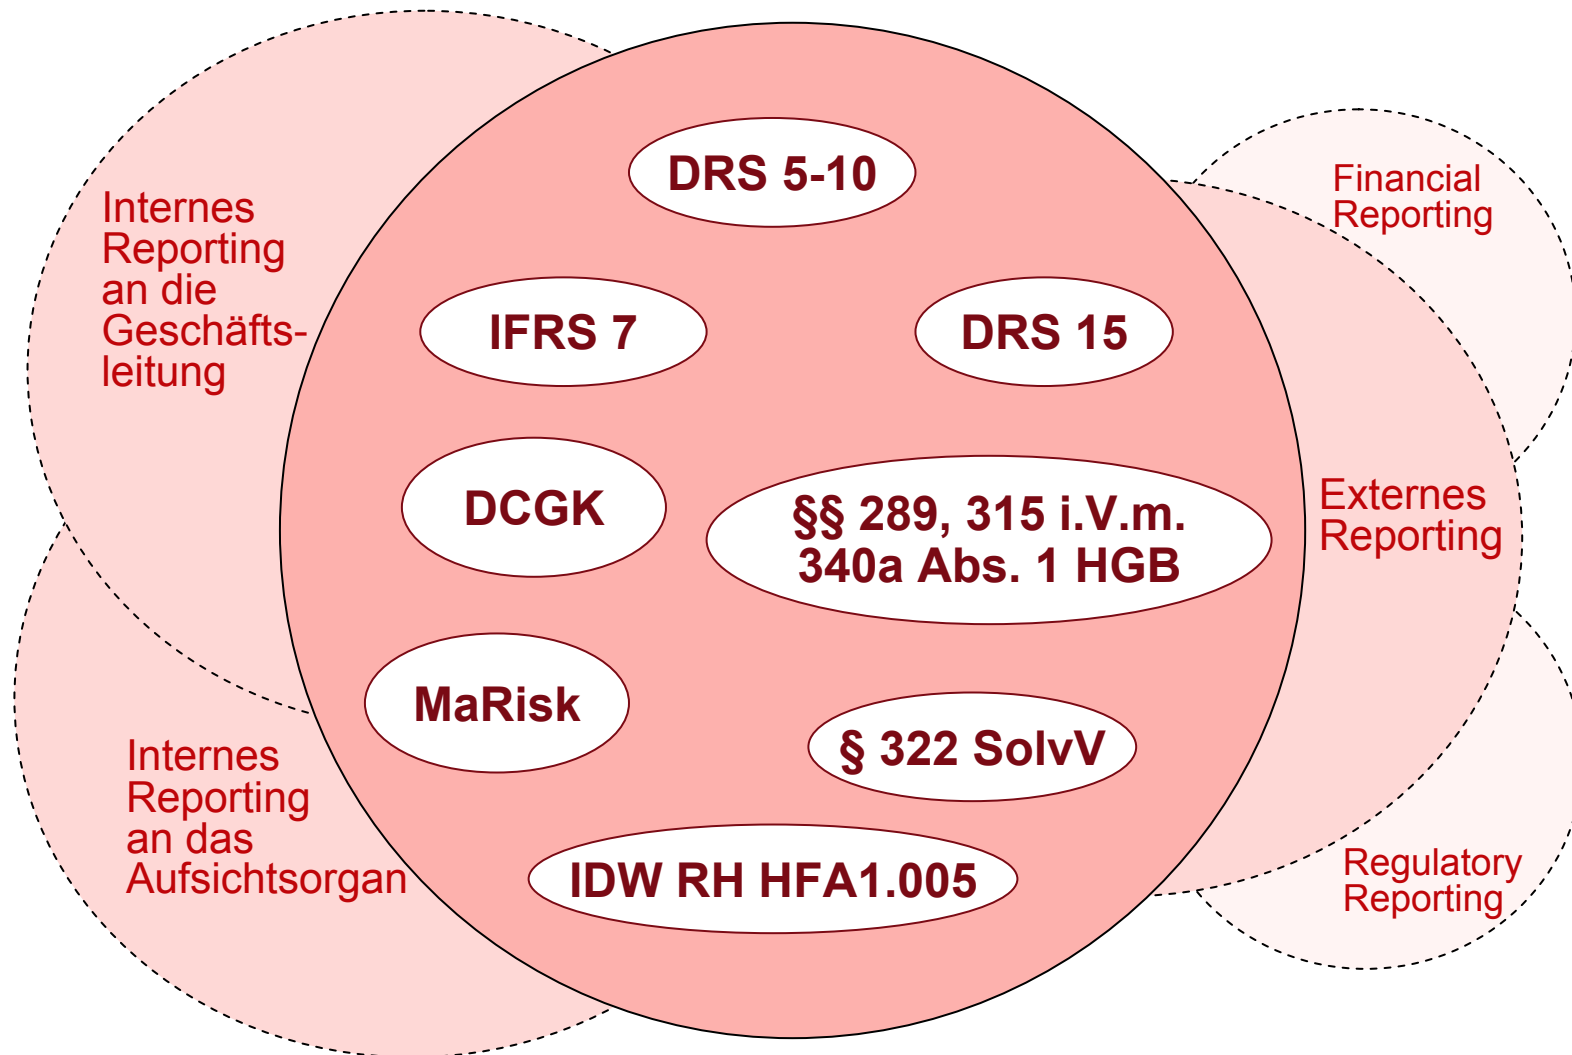 DRS 5-10
Financial
Reporting
Internes
Reporting
an die
Geschäfts-
leitung
IFRS 7
DRS 15
DCGK
§§ 289, 315 i.V.m.
340a Abs. 1 HGB
Externes
Reporting
MaRisk
§ 322 SolvV
Internes
Reporting
an das
Aufsichtsorgan
IDW RH HFA1.005
Regulatory
Reporting